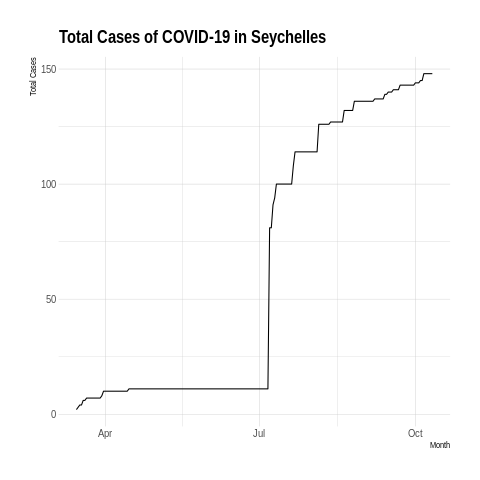 Total Cases of COVID-19 in Seychelles
Total Cases
150
100
50
0
Apr Jul Oct
Month